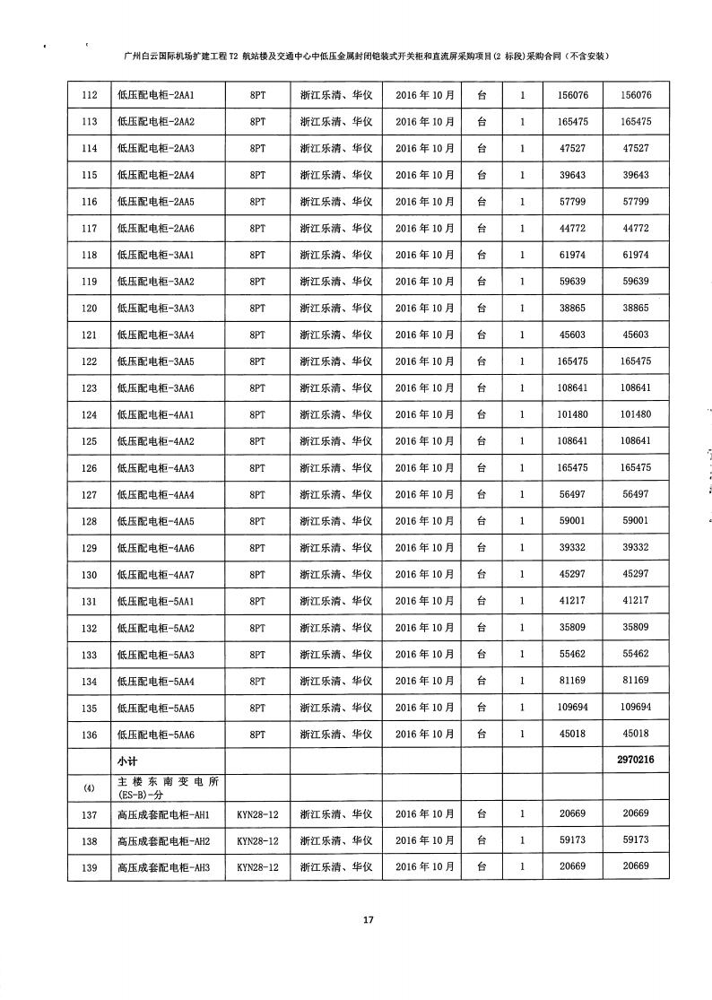 广州白云国际机场扩建工程 T2 航站楼及交通中心中低压金属封闭铠装式开关柜和直流屏采购项目(2 标段)采购合同（不含安装）
112 低压配电柜-2AA1 8PT 浙江乐清、华仪 2016 年 10 月 台 1 156076 156076
113 低压配电柜-2AA2 8PT 浙江乐清、华仪 2016 年 10 月 台 1 165475 165475
114 低压配电柜-2AA3 8PT 浙江乐清、华仪 2016 年 10 月 台 1 47527 47527
115 低压配电柜-2AA4 8PT 浙江乐清、华仪 2016 年 10 月 台 1 39643 39643
116 低压配电柜-2AA5 8PT 浙江乐清、华仪 2016 年 10 月 台 1 57799 57799
117 低压配电柜-2AA6 8PT 浙江乐清、华仪 2016 年 10 月 台 1 44772 44772
118 低压配电柜-3AA1 8PT 浙江乐清、华仪 2016 年 10 月 台 1 61974 61974
119 低压配电柜-3AA2 8PT 浙江乐清、华仪 2016 年 10 月 台 1 59639 59639
120 低压配电柜-3AA3 8PT 浙江乐清、华仪 2016 年 10 月 台 1 38865 38865
121 低压配电柜-3AA4 8PT 浙江乐清、华仪 2016 年 10 月 台 1 45603 45603
122 低压配电柜-3AA5 8PT 浙江乐清、华仪 2016 年 10 月 台 1 165475 165475
123 低压配电柜-3AA6 8PT 浙江乐清、华仪 2016 年 10 月 台 1 108641 108641
124 低压配电柜-4AA1 8PT 浙江乐清、华仪 2016 年 10 月 台 1 101480 101480
125 低压配电柜-4AA2 8PT 浙江乐清、华仪 2016 年 10 月 台 1 108641 108641
126 低压配电柜-4AA3 8PT 浙江乐清、华仪 2016 年 10 月 台 1 165475 165475
127 低压配电柜-4AA4 8PT 浙江乐清、华仪 2016 年 10 月 台 1 56497 56497
128 低压配电柜-4AA5 8PT 浙江乐清、华仪 2016 年 10 月 台 1 59001 59001
129 低压配电柜-4AA6 8PT 浙江乐清、华仪 2016 年 10 月 台 1 39332 39332
130 低压配电柜-4AA7 8PT 浙江乐清、华仪 2016 年 10 月 台 1 45297 45297
131 低压配电柜-5AA1 8PT 浙江乐清、华仪 2016 年 10 月 台 1 41217 41217
132 低压配电柜-5AA2 8PT 浙江乐清、华仪 2016 年 10 月 台 1 35809 35809
133 低压配电柜-5AA3 8PT 浙江乐清、华仪 2016 年 10 月 台 1 55462 55462
134 低压配电柜-5AA4 8PT 浙江乐清、华仪 2016 年 10 月 台 1 81169 81169
135 低压配电柜-5AA5 8PT 浙江乐清、华仪 2016 年 10 月 台 1 109694 109694
136 低压配电柜-5AA6 8PT 浙江乐清、华仪 2016 年 10 月 台 1 45018 45018
小计 2970216
(4) 主楼东南变电所
(ES-B)-分
137 高压成套配电柜-AH1 KYN28-12 浙江乐清、华仪 2016 年 10 月 台 1 20669 20669
138 高压成套配电柜-AH2 KYN28-12 浙江乐清、华仪 2016 年 10 月 台 1 59173 59173
139 高压成套配电柜-AH3 KYN28-12 浙江乐清、华仪 2016 年 10 月 台 1 20669 20669
17